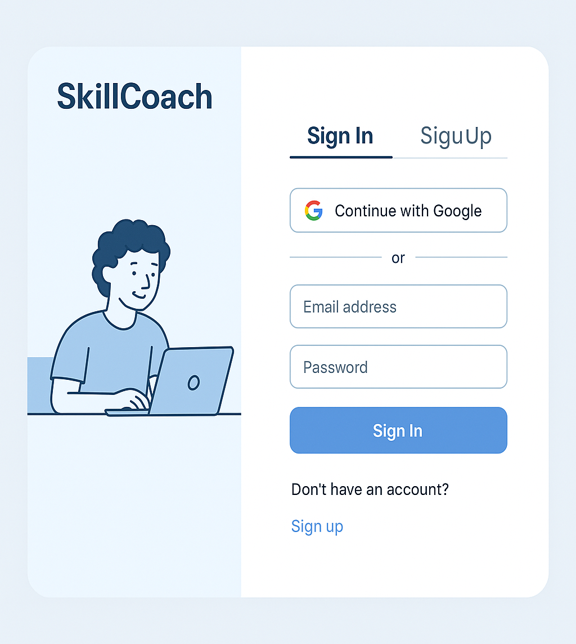 SkillCoach
Sign In
SiguUp
Continue with Google
or
Email address
Password
Sign In
Don't have an account?
Sign up